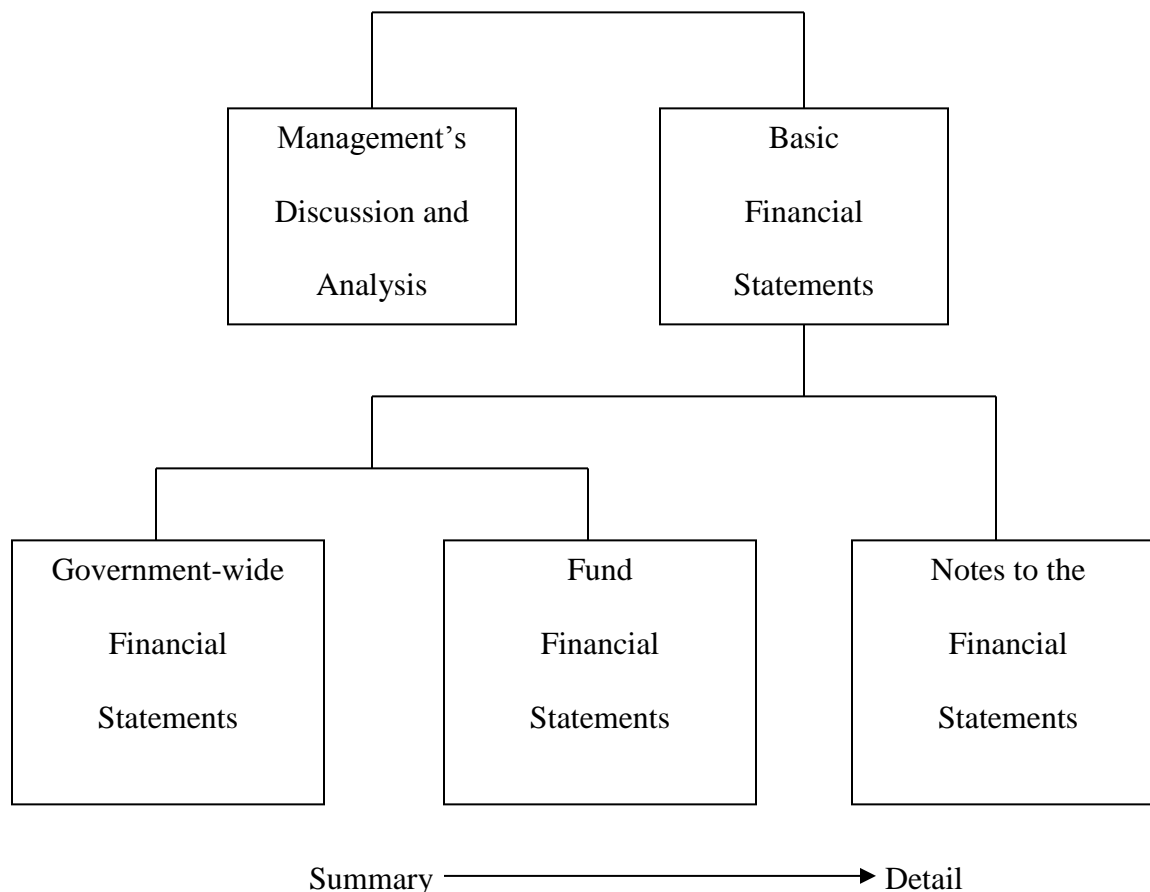 Management’s
Discussion and
Analysis
Basic
Financial
Statements
Government-wide
Financial
Statements
Fund
Financial
Statements
Notes to the
Financial
Statements
Summary Detail